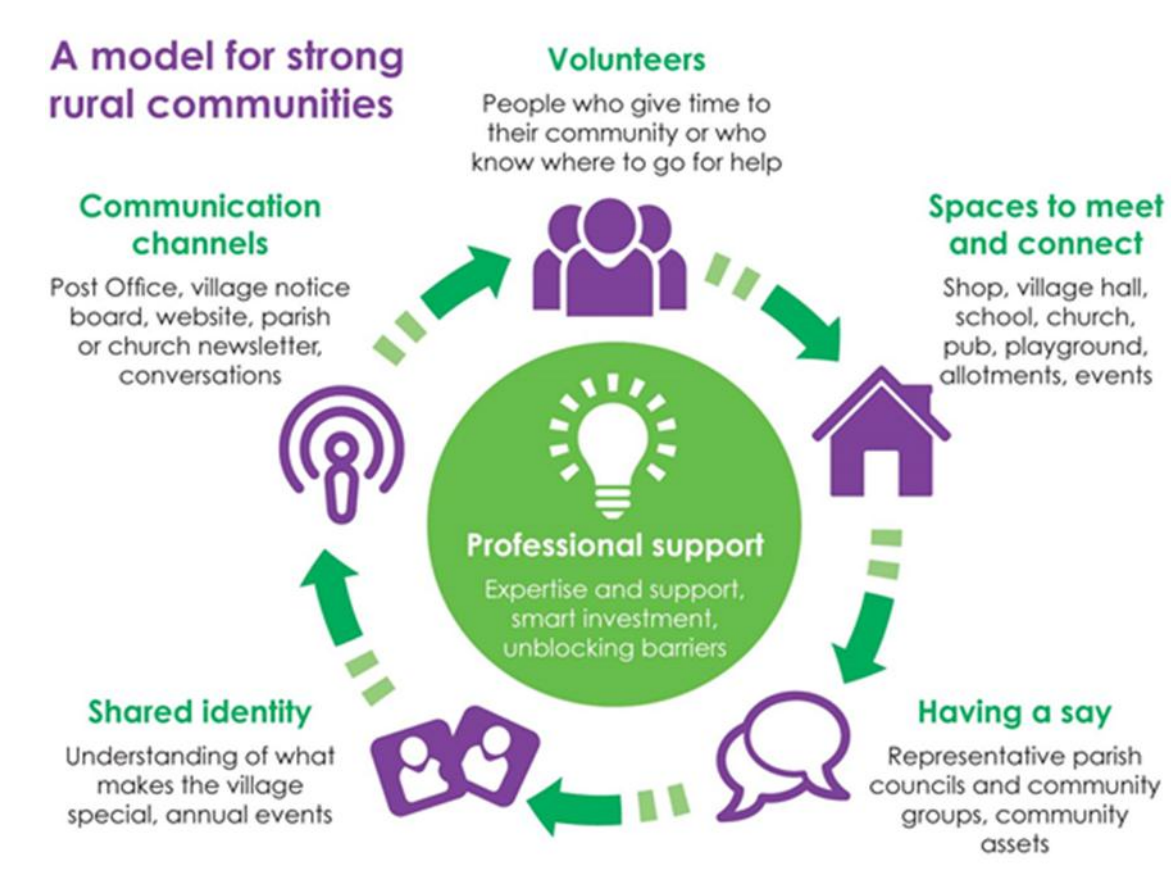 A model for strong
rural communities
Volunteers
People who give time to
their community or who
know where to go for help
Spaces to meet
and connect
Shop, village hall,
school, church,
pub, playground,
allotments, events
Having a say
Representative parish
councils and community
groups, community
assets
Shared identity
Understanding of what
makes the village
special, annual events
Communication
channels
Post Office, village notice
board, website, parish
or church newsletter,
conversations
Professional support
Expertise and support,
smart investment,
unblocking barriers